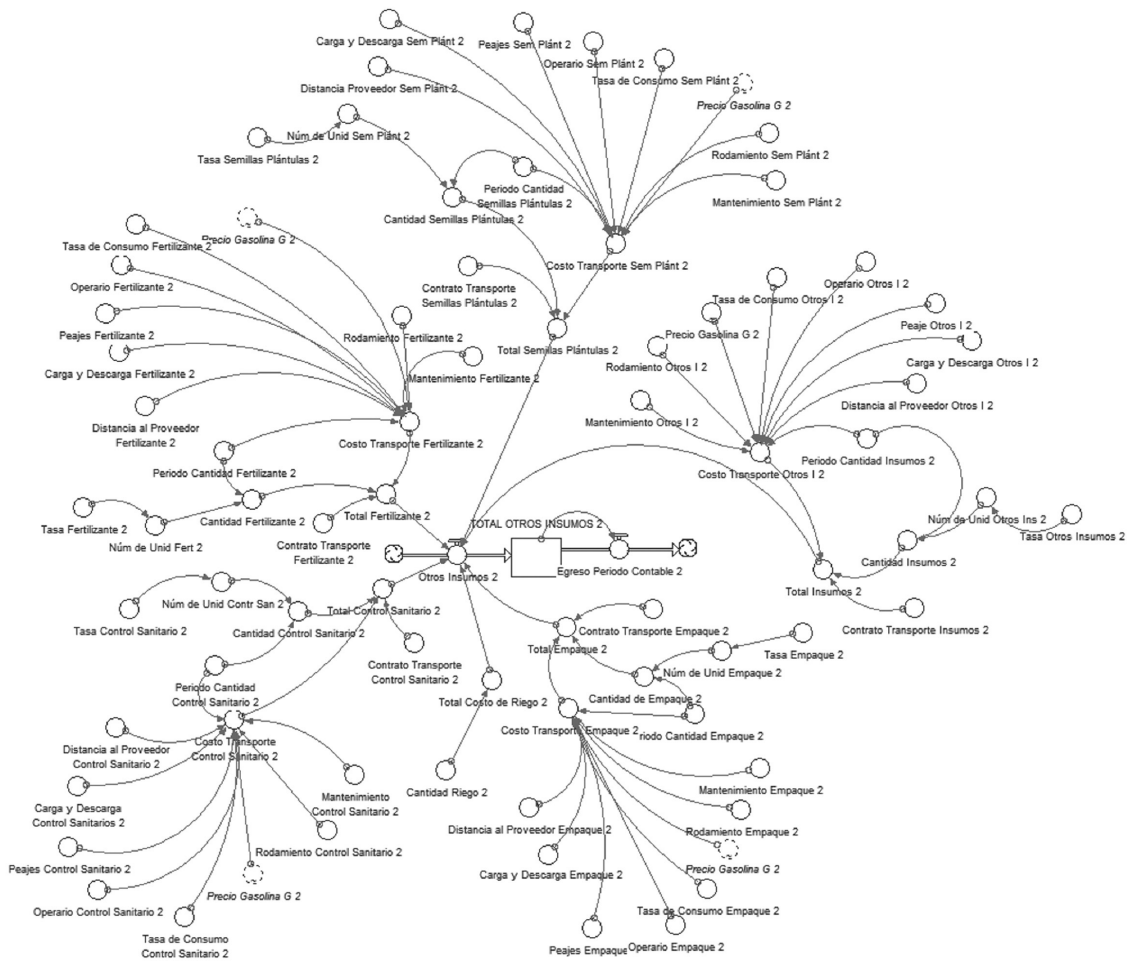 Carga y Descarga Sem Plánt 2
Peajes Sem Plánt 2
Operario Sem Plánt 2
Tasa de Consumo Sem Plánt 2
Distancia Proveedor Sem Plánt 2
Precio Gasolina G 2
Núm de Unid Sem Plánt 2
Tasa Semillas Plántulas 2
Rodamiento Sem Plánt 2
Periodo Cantidad
Semillas Plántulas 2
Mantenimiento Sem Plánt 2
Cantidad Semillas Plántulas 2
Precio Gasolina G 2
Tasa de Consumo Fertilizante 2
Costo Transporte Sem Plánt 2
Contrato Transporte
Semillas Plántulas 2
Operario Fertilizante 2
Operario Otros I 2
Tasa de Consumo Otros I 2
Peajes Fertilizante 2
Rodamiento Fertilizante 2
Total Semillas Plántulas 2
Precio Gasolina G 2
Peaje Otros I 2
Carga y Descarga Fertilizante 2
Mantenimiento Fertilizante 2
Rodamiento Otros I 2
Carga y Descarga Otros I 2
Distancia al Proveedor Otros I 2
Distancia al Proveedor
Fertilizante 2
Mantenimiento Otros I 2
Costo Transporte Fertilizante 2
Periodo Cantidad Insumos 2
Costo Transporte Otros I 2
Periodo Cantidad Fertilizante 2
Tasa Fertilizante 2
Cantidad Fertilizante 2
Total Fertilizante 2
TOTAL OTROS INSUMOS 2
Núm de Unid Otros Ins 2
Tasa Otros Insumos 2
Núm de Unid Fert 2
Contrato Transporte
Fertilizante 2
Otros Insumos 2
Egreso Periodo Contable 2
Cantidad Insumos 2
Total Insumos 2
Núm de Unid Contr San 2
Total Control Sanitario 2
Tasa Control Sanitario 2
Cantidad Control Sanitario 2
Contrato Transporte Empaque 2
Contrato Transporte Insumos 2
Total Empaque 2
Tasa Empaque 2
Contrato Transporte
Control Sanitario 2
Núm de Unid Empaque 2
Periodo Cantidad
Control Sanitario 2
Total Costo de Riego 2
Cantidad de Empaque 2
Costo Transporte Empaque 2
riodo Cantidad Empaque 2
Costo Transporte
Control Sanitario 2
Distancia al Proveedor
Control Sanitario 2
Cantidad Riego 2
Mantenimiento Empaque 2
Mantenimiento
Control Sanitario 2
Carga y Descarga
Control Sanitarios 2
Distancia al Proveedor Empaque 2
Rodamiento Empaque 2
Rodamiento Control Sanitario 2
Peajes Control Sanitario 2
Precio Gasolina G 2
Carga y Descarga Empaque 2
Precio Gasolina G 2
Operario Control Sanitario 2
Tasa de Consumo Empaque 2
Tasa de Consumo
Control Sanitario 2
Peajes Empaque
Operario Empaque 2